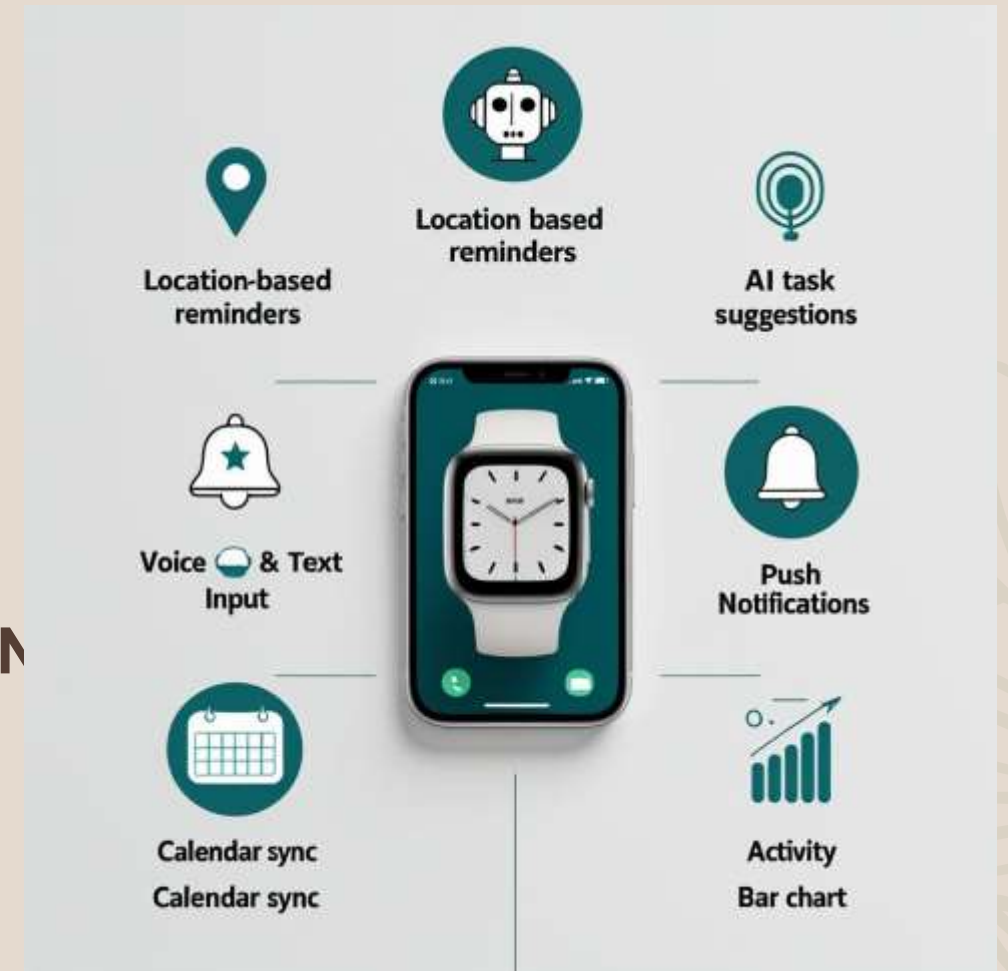 Location based
reminders
Location-based
reminders
AI task
suggestions
Voice & Text
Input
Push
Notifications
N
Calendar sync
Calendar sync
Activity
Bar chart